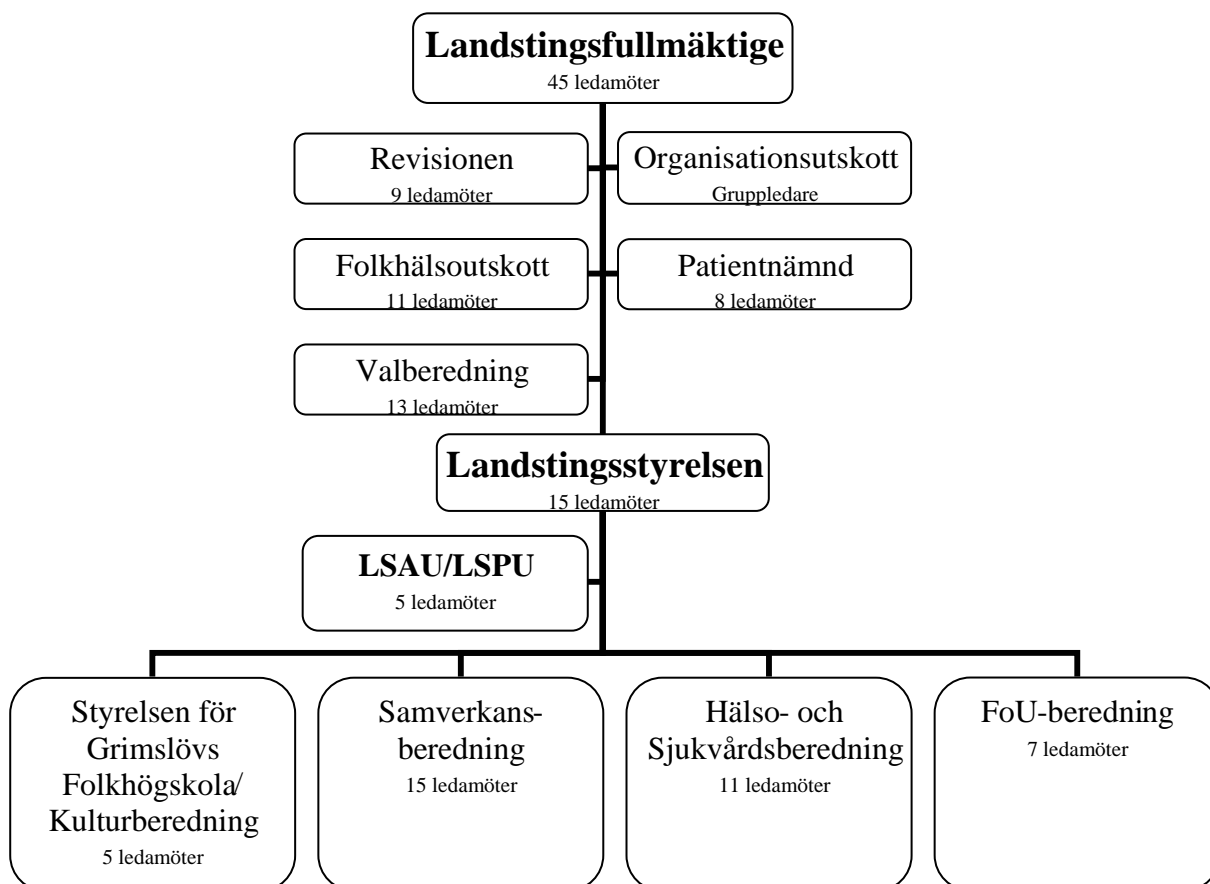 Landstingsfullmäktige
45 ledamöter
Revisionen
9 ledamöter
Organisationsutskott
Gruppledare
Folkhälsoutskott
11 ledamöter
Patientnämnd
8 ledamöter
Valberedning
13 ledamöter
Landstingsstyrelsen
15 ledamöter
LSAU/LSPU
5 ledamöter
Styrelsen för
Grimslövs
Folkhögskola/
Kulturberedning
5 ledamöter
Samverkans-
beredning
15 ledamöter
Hälso- och
Sjukvårdsberedning
11 ledamöter
FoU-beredning
7 ledamöter